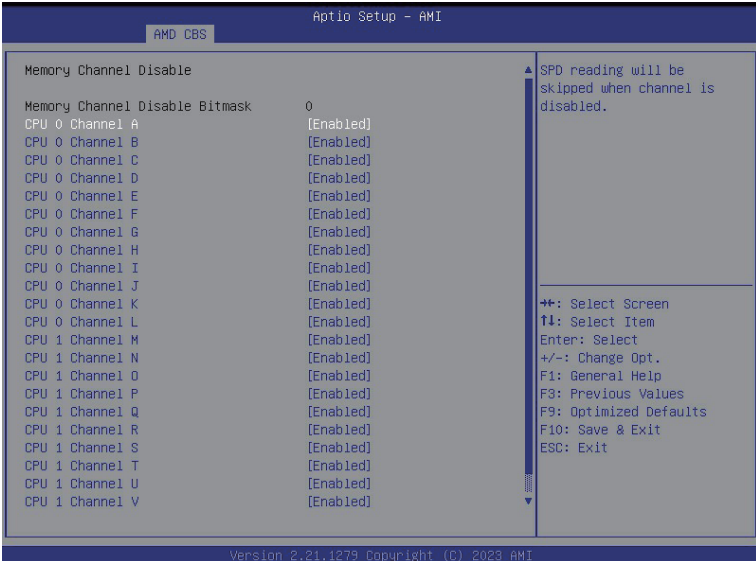 Aptio Setup – AMI
AMD CBS
Memory Channel Disable
Memory Channel Disable Bitmask 0
CPU 0 Channel A [Enabled]
CPU 0 Channel B [Enabled]
CPU 0 Channel C [Enabled]
CPU 0 Channel D [Enabled]
CPU 0 Channel E [Enabled]
CPU 0 Channel F [Enabled]
CPU 0 Channel G [Enabled]
CPU 0 Channel H [Enabled]
CPU 0 Channel I [Enabled]
CPU 0 Channel J [Enabled]
CPU 0 Channel K [Enabled]
CPU 0 Channel L [Enabled]
CPU 1 Channel M [Enabled]
CPU 1 Channel N [Enabled]
CPU 1 Channel O [Enabled]
CPU 1 Channel P [Enabled]
CPU 1 Channel Q [Enabled]
CPU 1 Channel R [Enabled]
CPU 1 Channel S [Enabled]
CPU 1 Channel T [Enabled]
CPU 1 Channel U [Enabled]
CPU 1 Channel V [Enabled]
SPD reading will be
skipped when channel is
disabled.
→←: Select Screen
↑↓: Select Item
Enter: Select
+/-: Change Opt.
F1: General Help
F3: Previous Values
F9: Optimized Defaults
F10: Save & Exit
ESC: Exit
Version 2.21.1279 Copyright (C) 2023 AMI